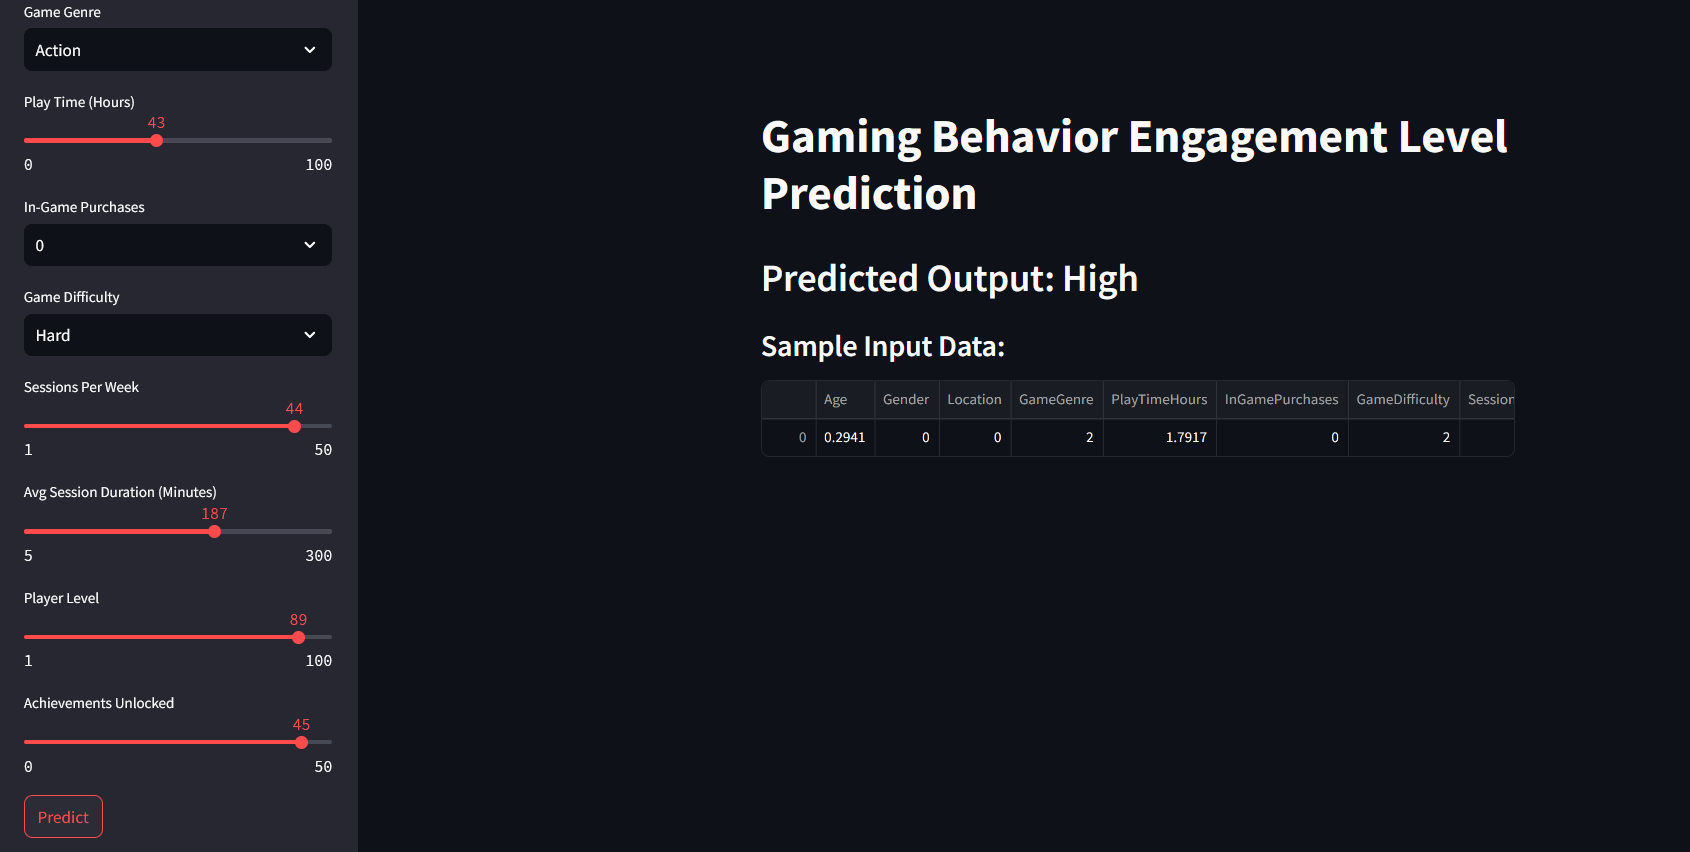 Game Genre
Action
Play Time (Hours)
43
0 100
In-Game Purchases
0
Game Difficulty
Hard
Sessions Per Week
44
1 50
Avg Session Duration (Minutes)
187
5 300
Player Level
89
1 100
Achievements Unlocked
45
0 50
Predict
Gaming Behavior Engagement Level
Prediction
Predicted Output: High
Sample Input Data:
Age Gender Location GameGenre PlayTimeHours InGamePurchases GameDifficulty Session
0 0.2941 0 0 2 1.7917 0 2